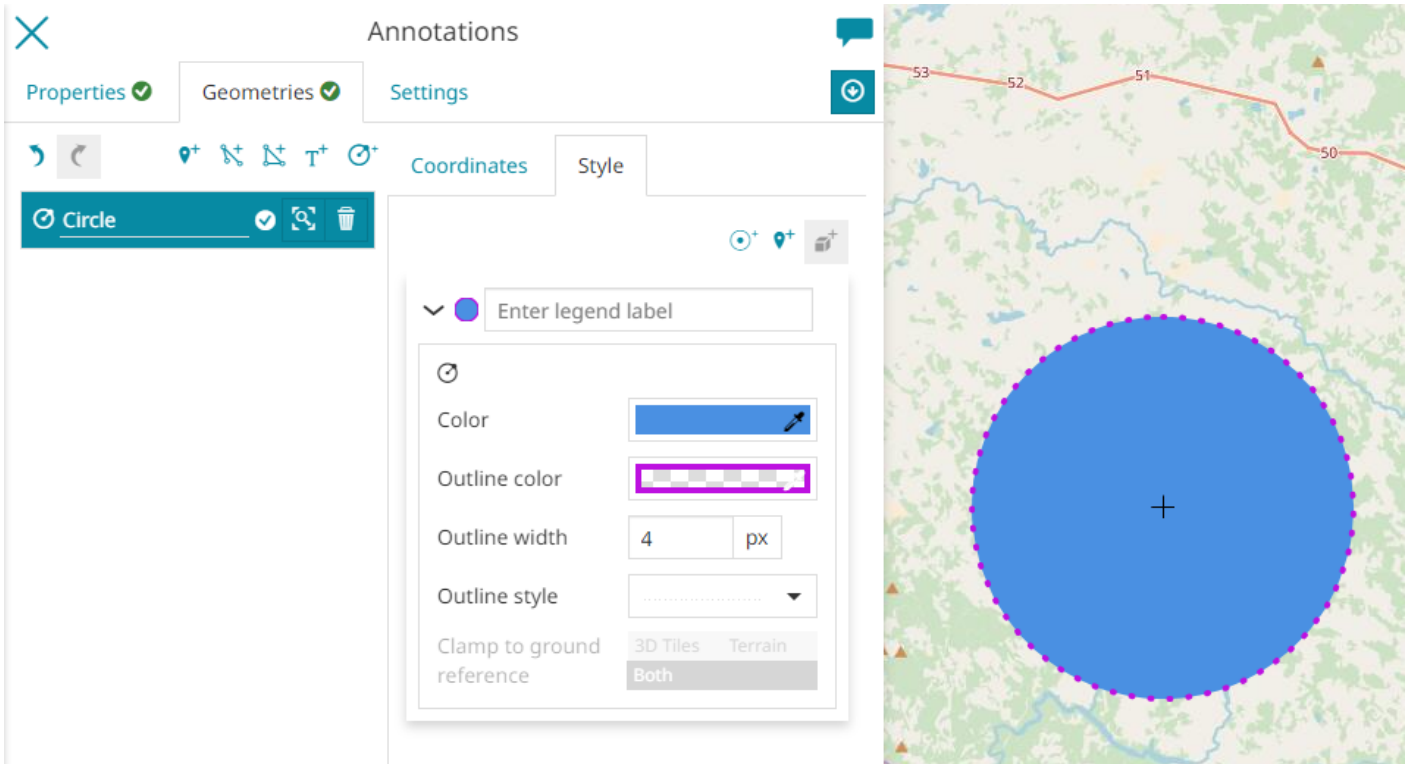 Annotations
Properties
Geometries
Settings
Coordinates
Style
Circle
Enter legend label
Color
Outline color
Outline width
4
px
Outline style
Clamp to ground
reference
3D Tiles
Terrain
Both
53
52
51
50